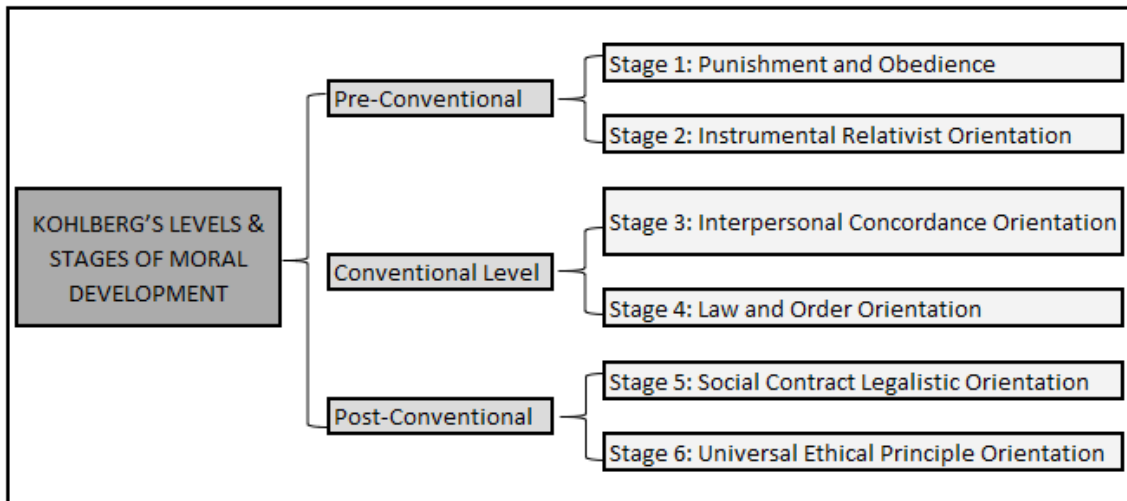 KOHLBERG'S LEVELS &
STAGES OF MORAL
DEVELOPMENT
Pre-Conventional
Stage 1: Punishment and Obedience
Stage 2: Instrumental Relativist Orientation
Conventional Level
Stage 3: Interpersonal Concordance Orientation
Stage 4: Law and Order Orientation
Post-Conventional
Stage 5: Social Contract Legalistic Orientation
Stage 6: Universal Ethical Principle Orientation